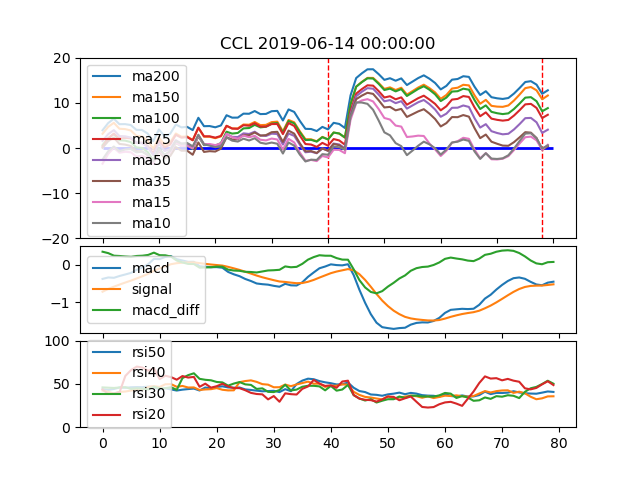 CCL 2019-06-14 00:00:00
20
10
0
−10
−20
ma200
ma150
ma100
ma75
ma50
ma35
ma15
ma10
0
−1
macd
signal
macd_diff
100
50
0
rsi50
rsi40
rsi30
rsi20
0 10 20 30 40 50 60 70 80